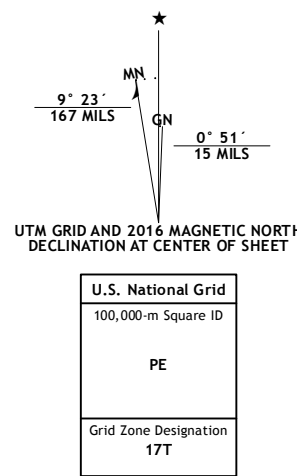 MN
9° 23´
167 MILS
GN
0° 51´
15 MILS
UTM GRID AND 2016 MAGNETIC NORTH
DECLINATION AT CENTER OF SHEET
U.S. National Grid
100,000-m Square ID
PE
Grid Zone Designation
17T